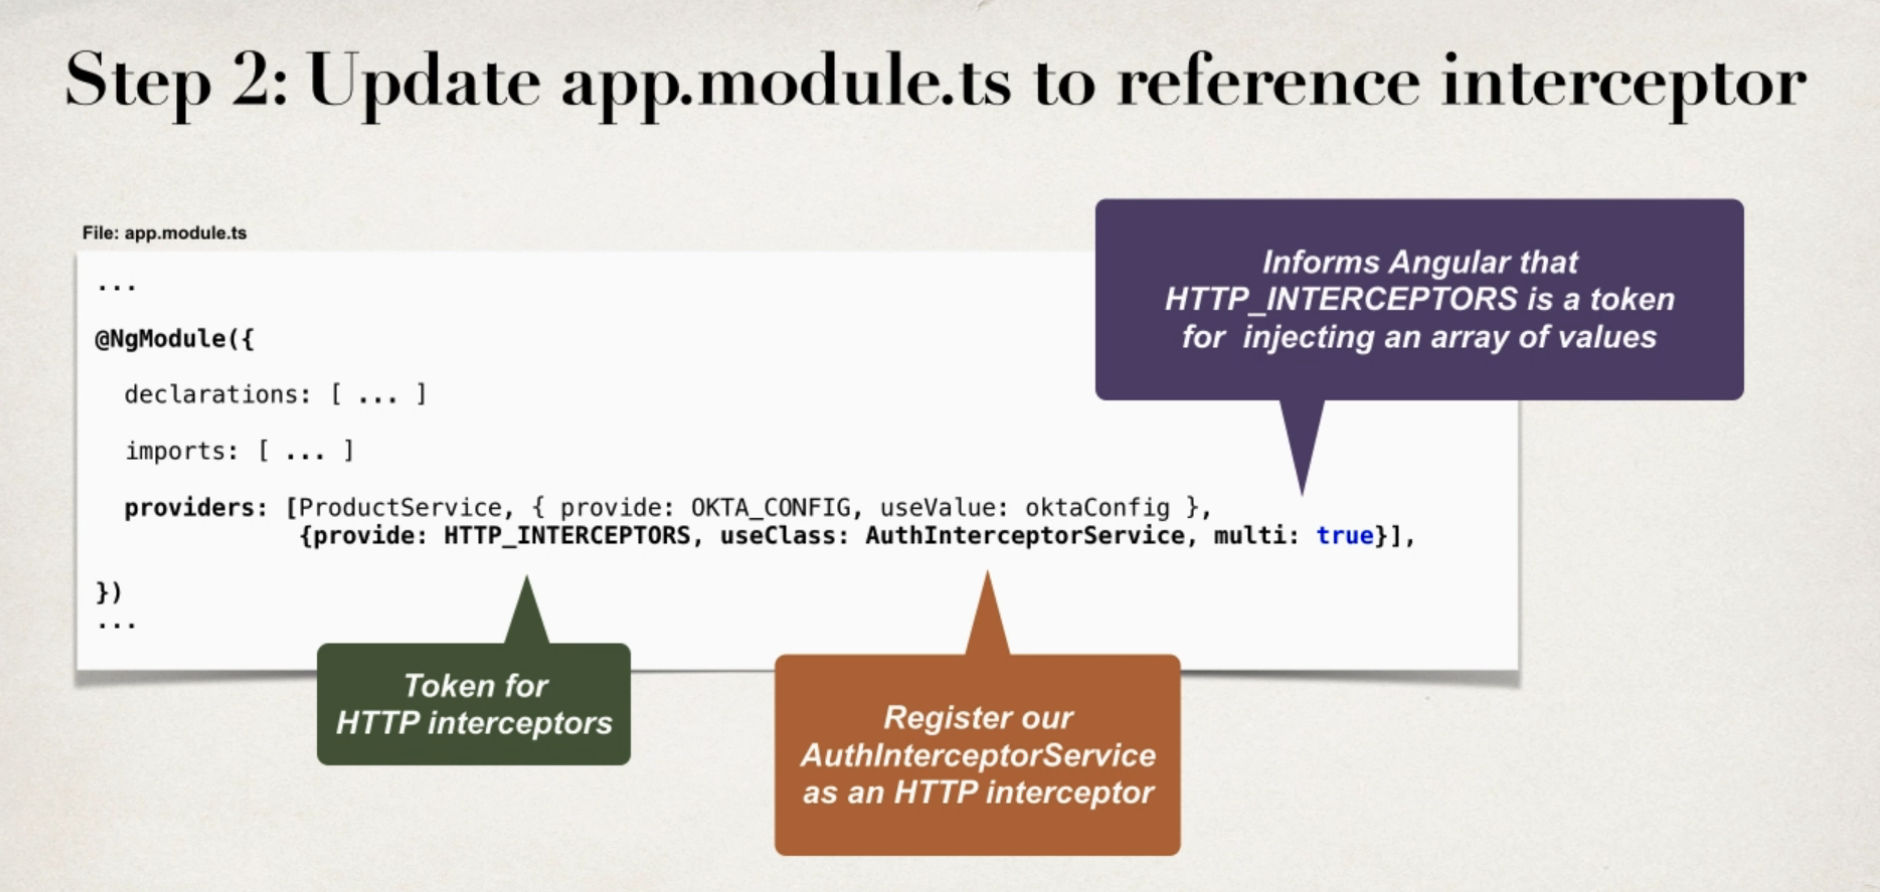 Step 2: Update app.module.ts to reference interceptor
File: app.module.ts
...
@NgModule({
declarations: [ ... ]
imports: [ ... ]
providers: [ProductService, { provide: OKTA_CONFIG, useValue: oktaConfig },
{provide: HTTP_INTERCEPTORS, useClass: AuthInterceptorService, multi: true}],
})
...
Informs Angular that
HTTP_INTERCEPTORS is a token
for injecting an array of values
Token for
HTTP interceptors
Register our
AuthInterceptorService
as an HTTP interceptor